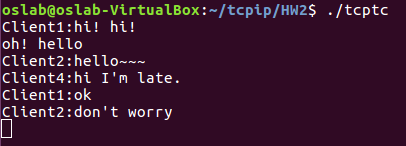 oslab@oslab-VirtualBox:~/tcpip/HW2$ ./tcptc
Client1:hi! hi!
oh! hello
Client2:hello~~~
Client4:hi I'm late.
Client1:ok
Client2:don't worry